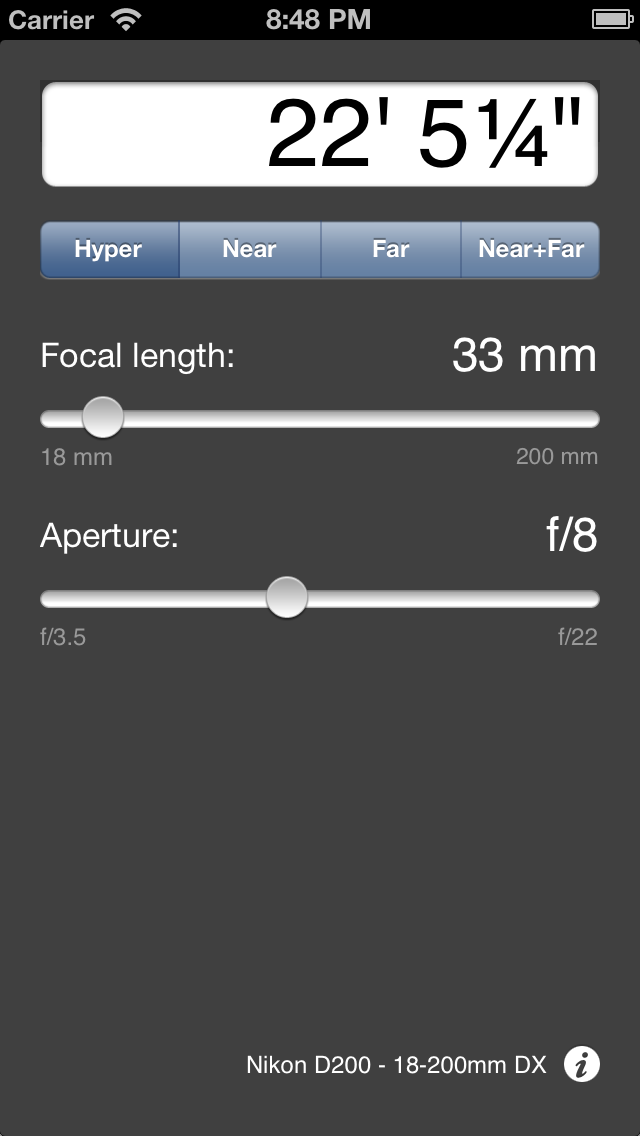 Carrier 8:48 PM
22' 5¼"
Hyper Near Far Near+Far
Focal length: 33 mm
18 mm 200 mm
Aperture: f/8
f/3.5 f/22
Nikon D200 - 18-200mm DX i